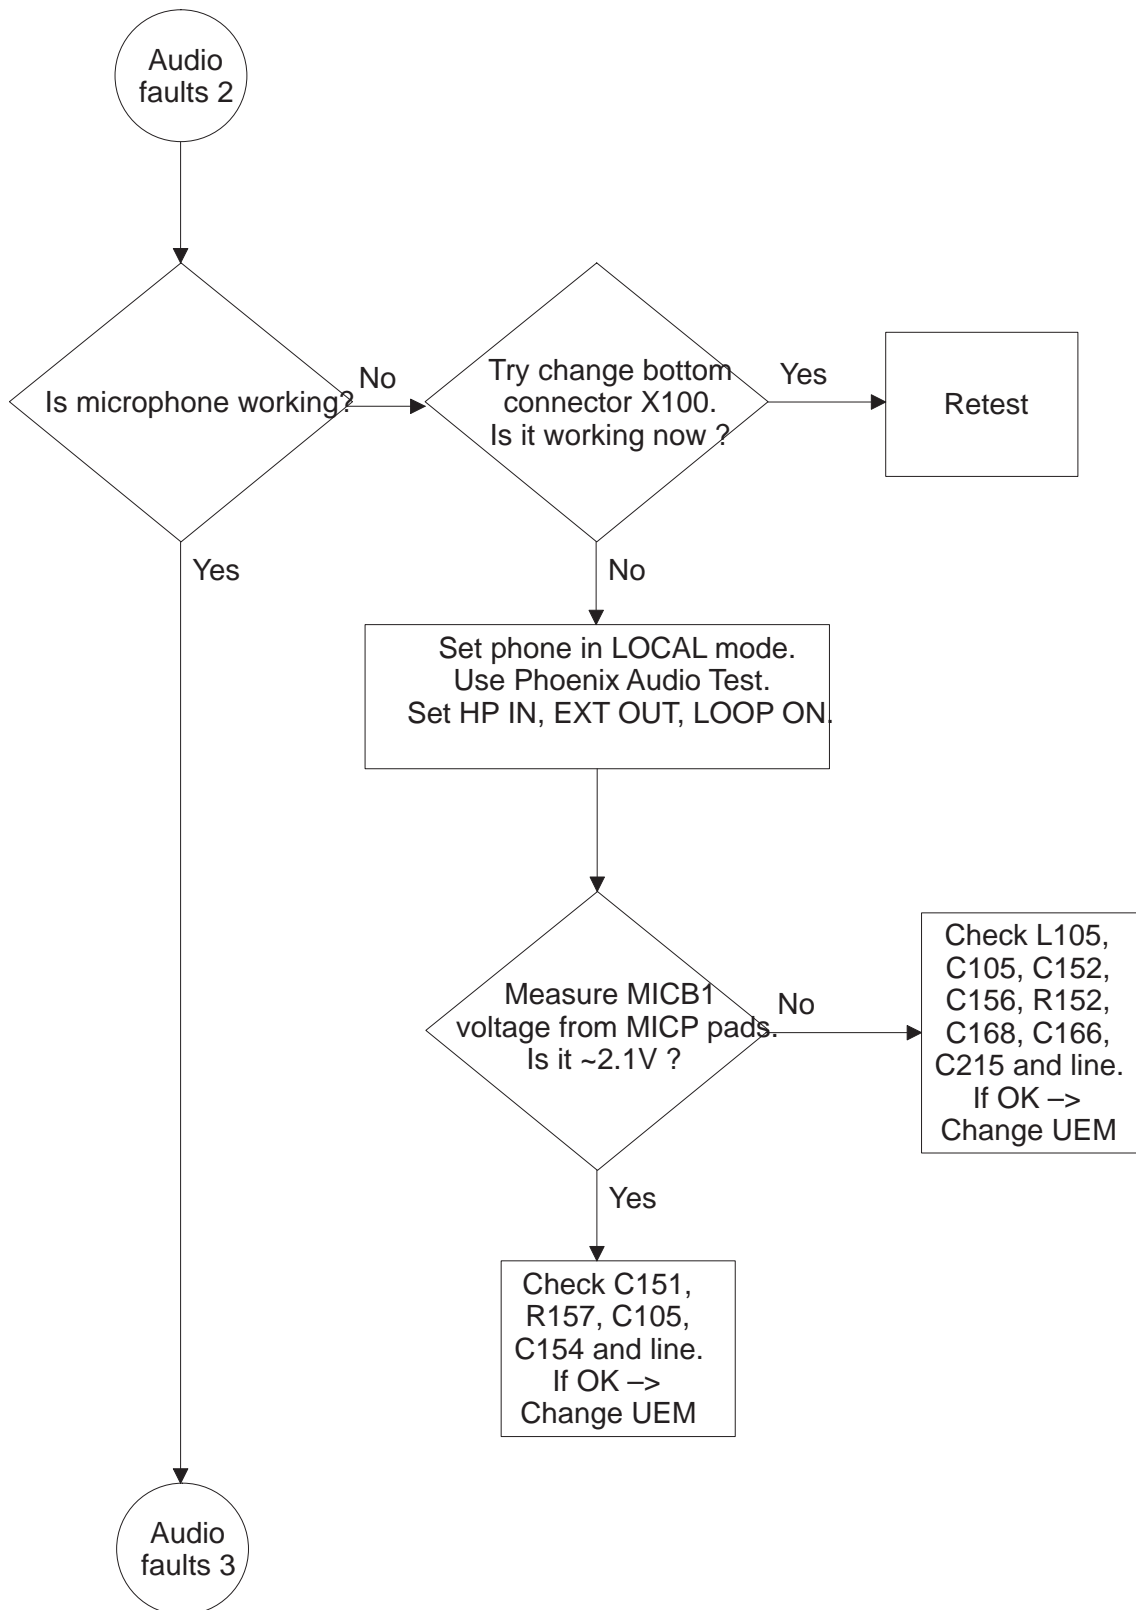 Audio
faults 2
Is microphone working?
No
Try change bottom
connector X100.
Is it working now ?
Yes
Retest
Yes
No
Set phone in LOCAL mode.
Use Phoenix Audio Test.
Set HP IN, EXT OUT, LOOP ON.
Measure MICB1
voltage from MICP pads.
Is it ~2.1V ?
No
Check L105,
C105, C152,
C156, R152,
C168, C166,
C215 and line.
If OK –>
Change UEM
Yes
Check C151,
R157, C105,
C154 and line.
If OK –>
Change UEM
Audio
faults 3